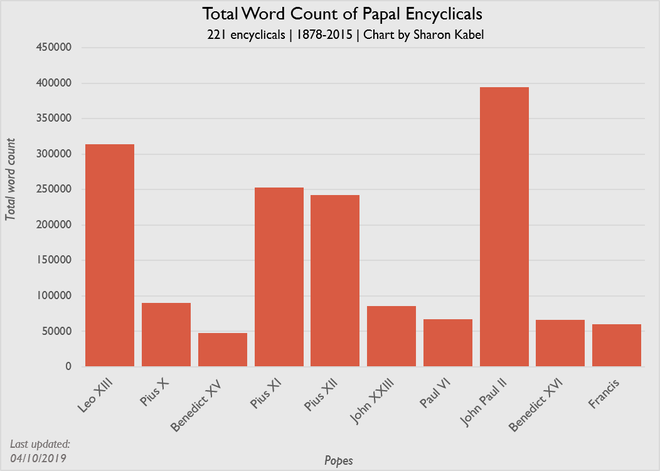 Total Word Count of Papal Encyclicals
221 encyclicals | 1878-2015 | Chart by Sharon Kabel
Total word count
450000
400000
350000
300000
250000
200000
150000
100000
50000
0
Leo XIII
Pius X
Benedict XV
Pius XI
Pius XII
John XXIII
Paul VI
John Paul II
Benedict XVI
Francis
Popes
Last updated:
04/10/2019